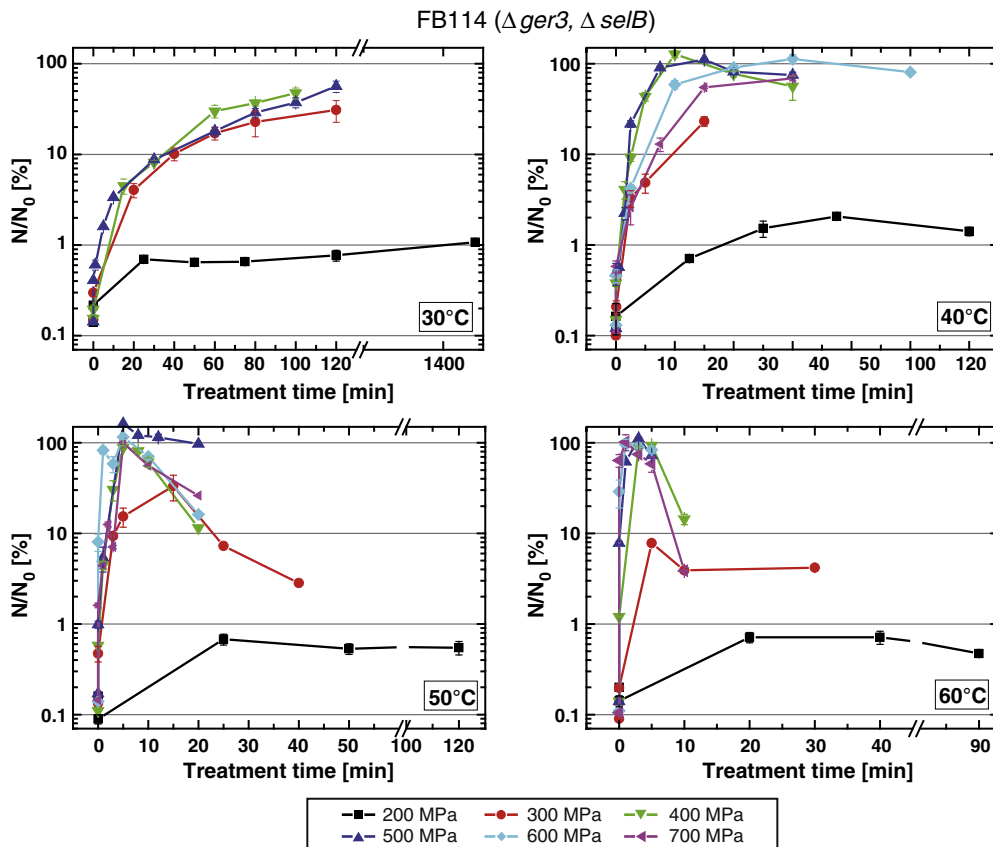 FB114 (Δ ger3, Δ selB)
100
10
1
0.1
N/N0 [%]
30°C
0 20 40 60 80 100 120 1400
Treatment time [min]
100
10
1
0.1
N/N0 [%]
40°C
0 10 20 30 40 100 120
Treatment time [min]
100
10
1
0.1
N/N0 [%]
50°C
0 10 20 30 40 50 100 120
Treatment time [min]
100
10
1
0.1
N/N0 [%]
60°C
0 10 20 30 40 90
Treatment time [min]
200 MPa 300 MPa 400 MPa
500 MPa 600 MPa 700 MPa